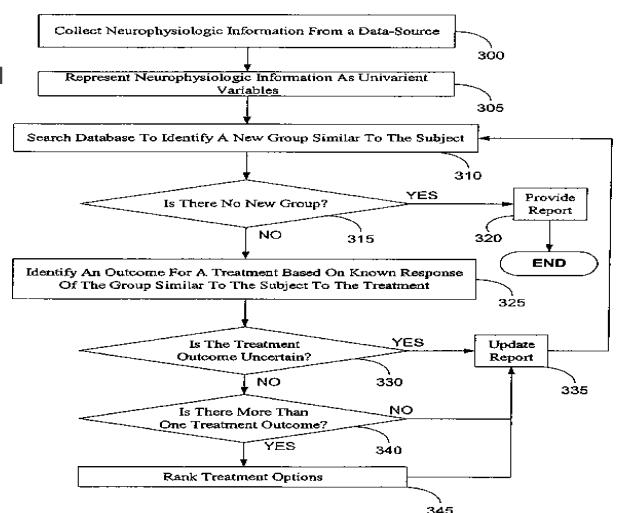 Collect Neurophysiologic Information From a Data-Source
300
Represent Neurophysiologic Information As Univarient
Variables
305
Search Database To Identify A New Group Similar To The Subject
310
Is There No New Group?
YES
315
NO
Provide
Report
320
END
Identify An Outcome For A Treatment Based On Known Response
Of The Group Similar To The Subject To The Treatment
325
Is The Treatment
Outcome Uncertain?
YES
330
NO
Update
Report
335
Is There More Than
One Treatment Outcome?
NO
340
YES
Rank Treatment Options
345